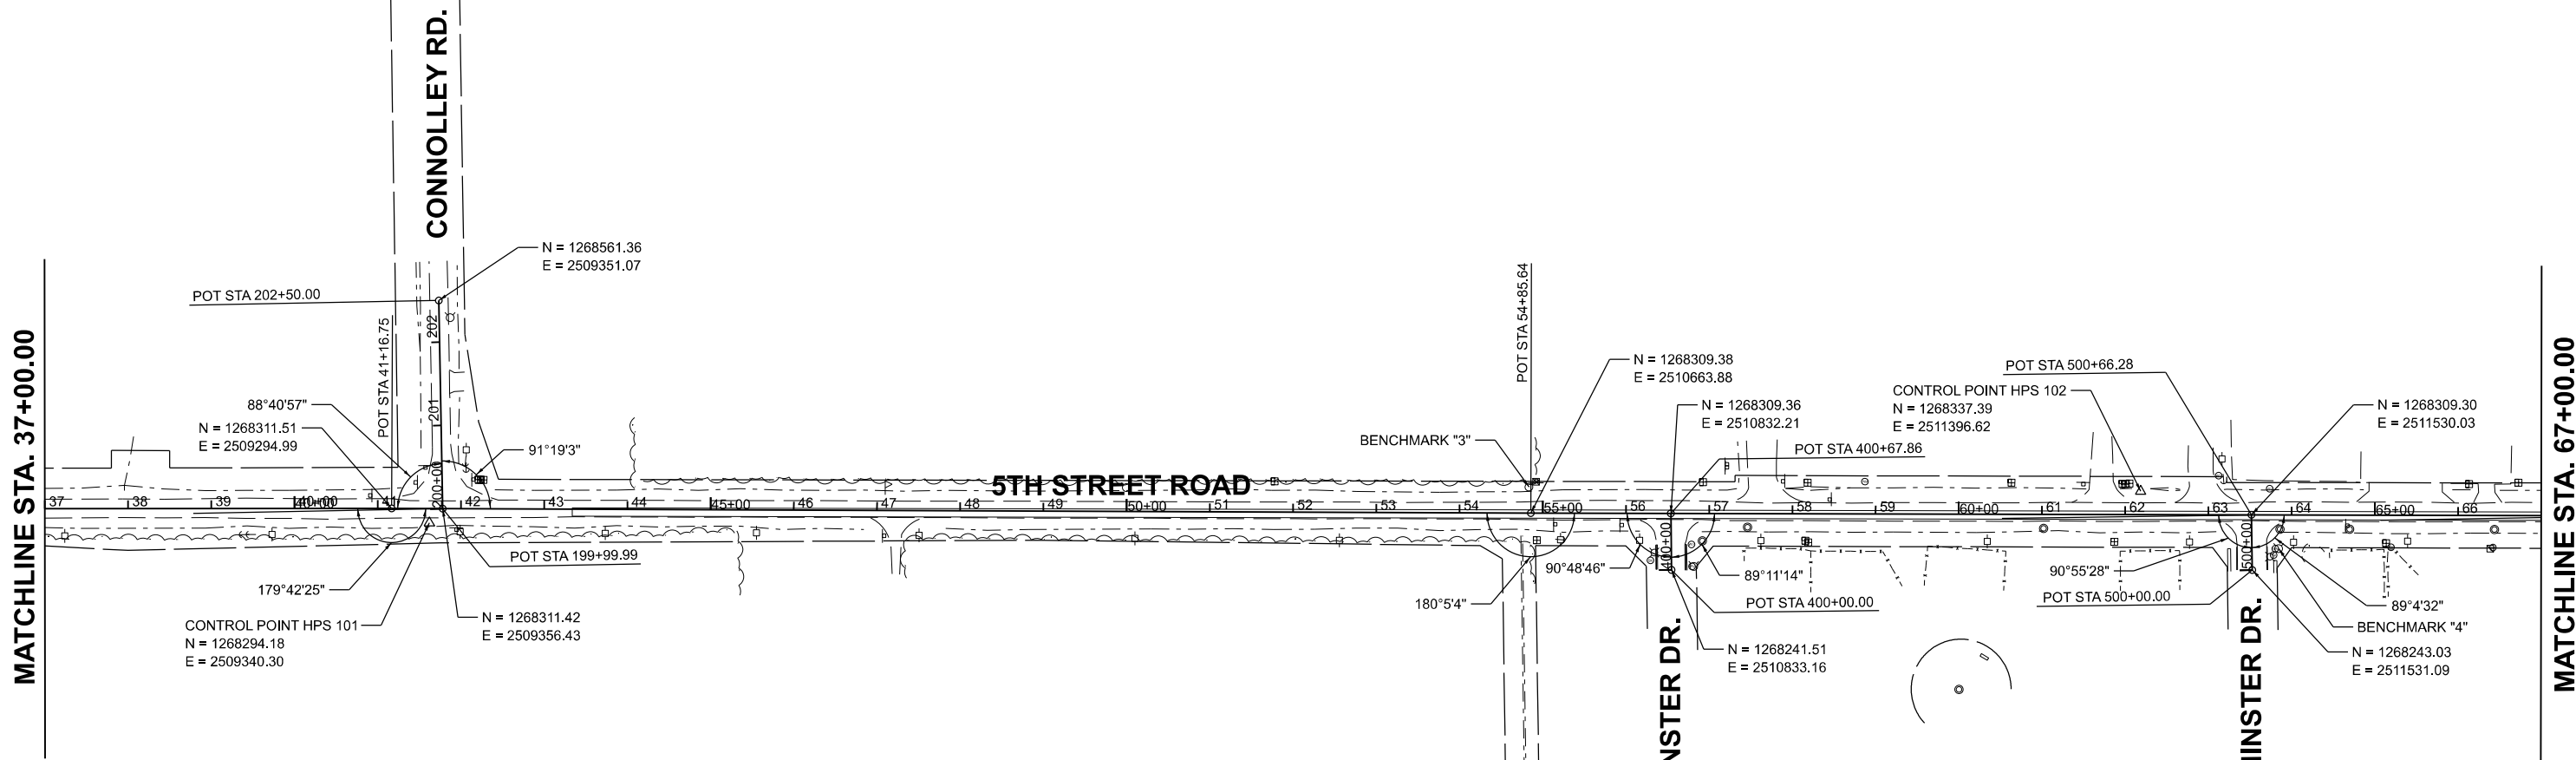 CONNOLLEY RD.
N = 1268561.36
E = 2509351.07
POT STA 202+50.00
202
201
200+00
POT STA 41+16.75
88°40'57"
N = 1268311.51
E = 2509294.99
91°19'3"
MATCHLINE STA. 37+00.00
POT STA 54+85.64
N = 1268309.38
E = 2510663.88
BENCHMARK "3"
N = 1268309.36
E = 2510832.21
POT STA 400+67.86
CONTROL POINT HPS 102
N = 1268337.39
E = 2511396.62
POT STA 500+66.28
N = 1268309.30
E = 2511530.03
MATCHLINE STA. 67+00.00
5TH STREET ROAD
37
38
39
40+00
40+00
41
42
43
44
45+00
46
47
48
49
50+00
51
52
53
54
55+00
56
57
58
59
60+00
61
62
63
64
65+00
66
400+00
500+00
POT STA 199+99.99
179°42'25"
CONTROL POINT HPS 101
N = 1268294.18
E = 2509340.30
N = 1268311.42
E = 2509356.43
180°5'4"
90°48'46"
89°11'14"
POT STA 400+00.00
N = 1268241.51
E = 2510833.16
NSTER DR.
90°55'28"
POT STA 500+00.00
89°4'32"
BENCHMARK "4"
N = 1268243.03
E = 2511531.09
INSTER DR.